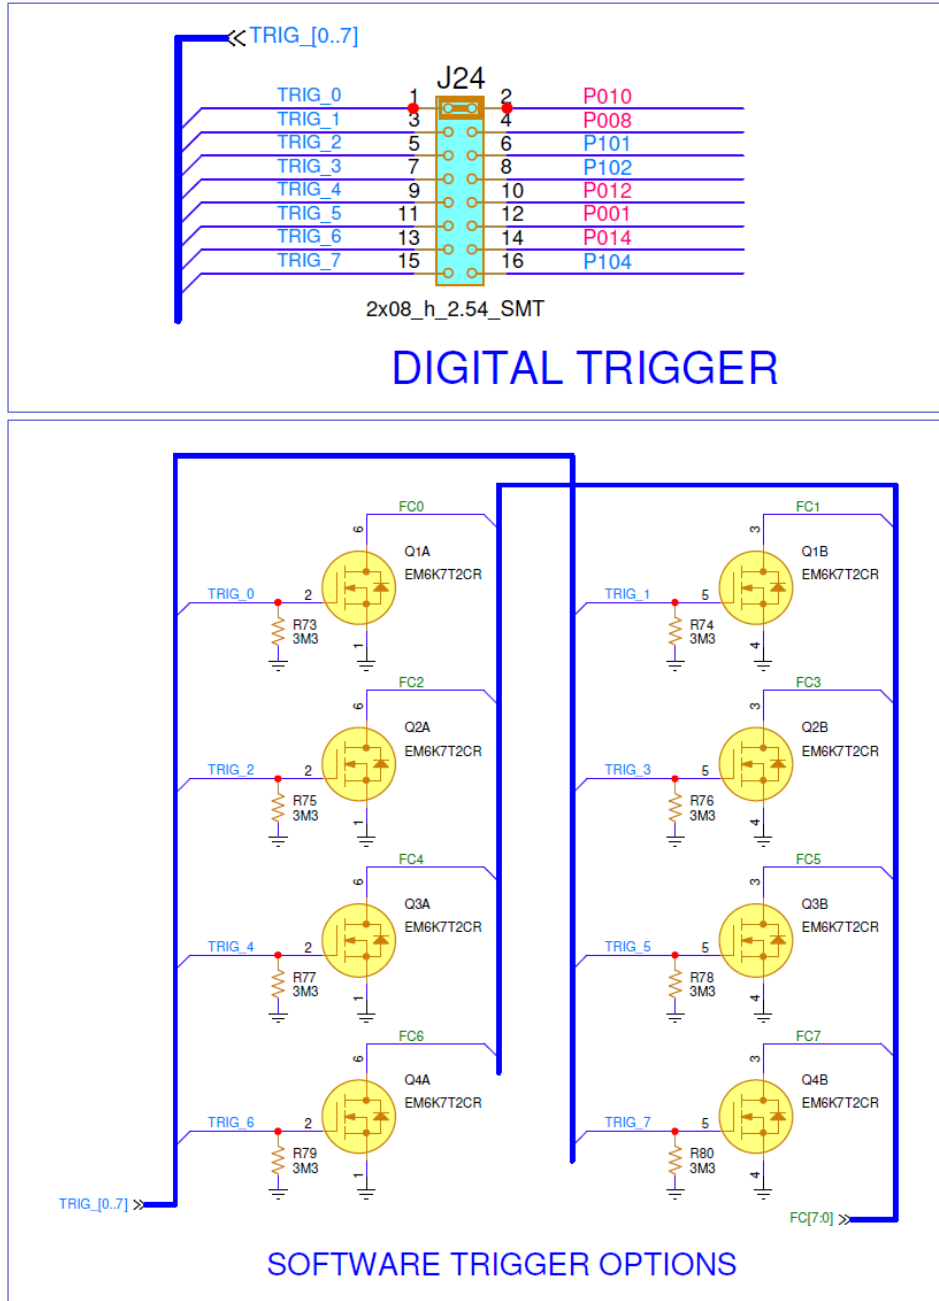 TRIG_[0..7]
J24
TRIG_0 1 2 P010
TRIG_1 3 4 P008
TRIG_2 5 6 P101
TRIG_3 7 8 P102
TRIG_4 9 10 P012
TRIG_5 11 12 P001
TRIG_6 13 14 P014
TRIG_7 15 16 P104
2x08_h_2.54_SMT
DIGITAL TRIGGER
FC0
6
Q1A
EM6K7T2CR
TRIG_0 2
R73
3M3
1
FC1
3
Q1B
EM6K7T2CR
TRIG_1 5
R74
3M3
4
FC2
6
Q2A
EM6K7T2CR
TRIG_2 2
R75
3M3
1
FC3
3
Q2B
EM6K7T2CR
TRIG_3 5
R76
3M3
4
FC4
6
Q3A
EM6K7T2CR
TRIG_4 2
R77
3M3
1
FC5
3
Q3B
EM6K7T2CR
TRIG_5 5
R78
3M3
4
FC6
6
Q4A
EM6K7T2CR
TRIG_6 2
R79
3M3
1
FC7
3
Q4B
EM6K7T2CR
TRIG_7 5
R80
3M3
4
TRIG_[0..7]
FC[7:0]
SOFTWARE TRIGGER OPTIONS